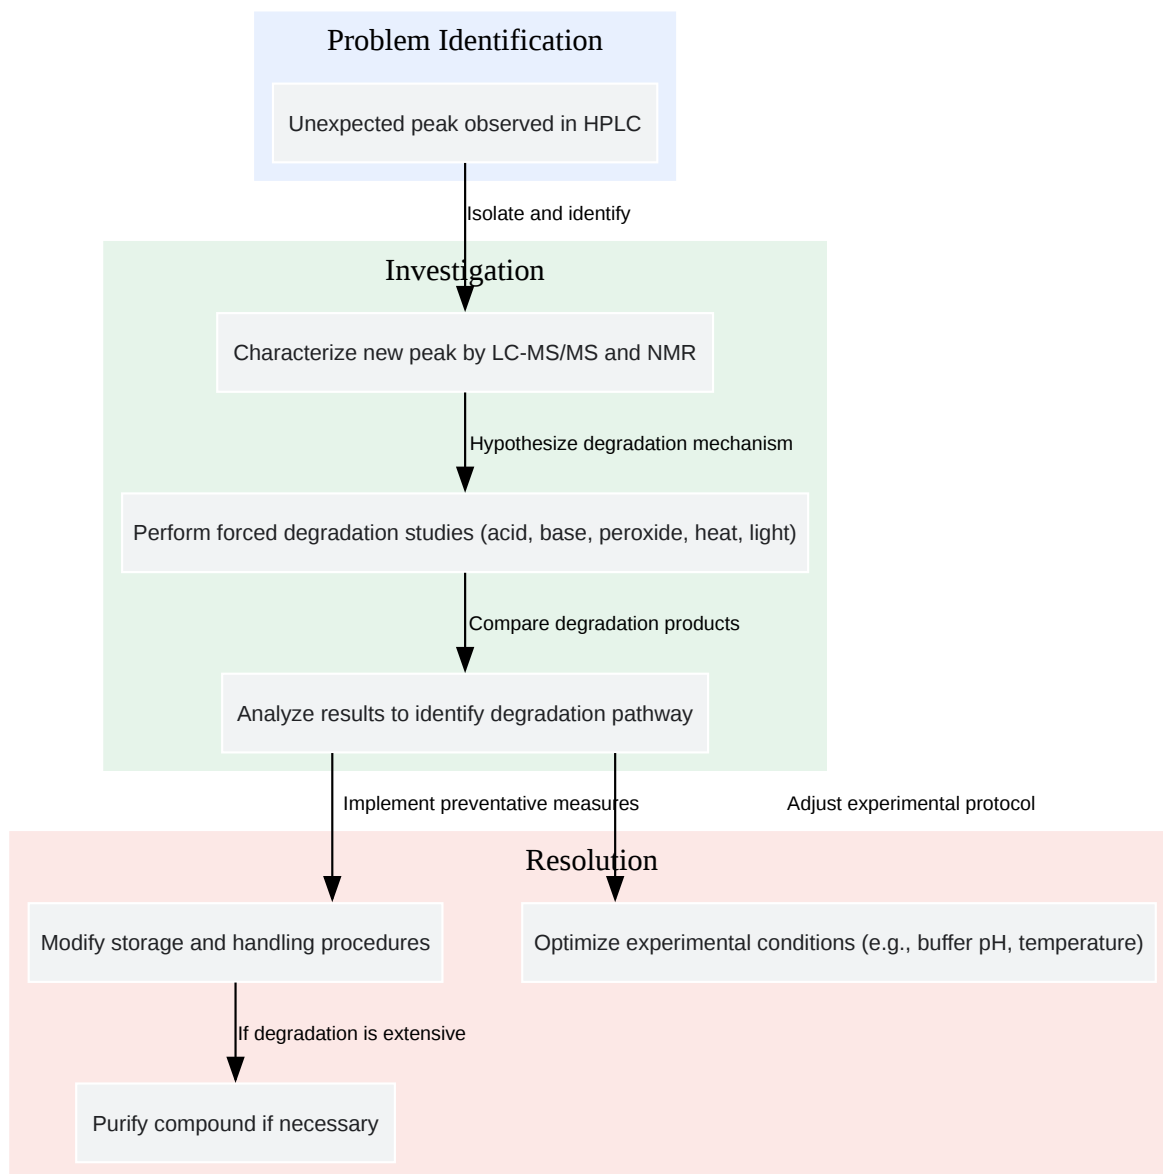 Problem Identification
Unexpected peak observed in HPLC
Isolate and identify
Investigation
Characterize new peak by LC-MS/MS and NMR
Hypothesize degradation mechanism
Perform forced degradation studies (acid, base, peroxide, heat, light)
Compare degradation products
Analyze results to identify degradation pathway
Implement preventative measures
Adjust experimental protocol
Resolution
Modify storage and handling procedures
Optimize experimental conditions (e.g., buffer pH, temperature)
If degradation is extensive
Purify compound if necessary